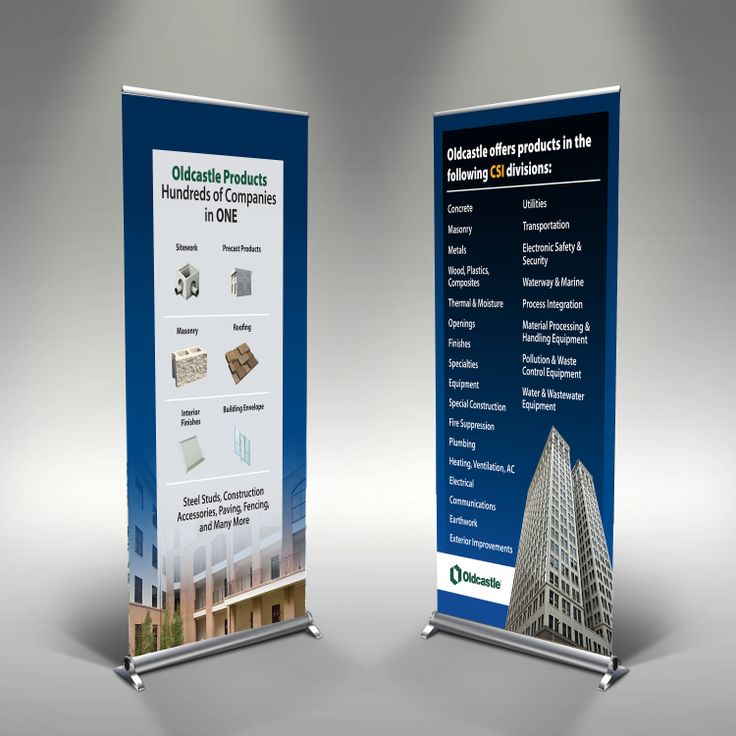 Oldcastle Products
Hundreds of Companies
in ONE
Sitework
Precast Products
Masonry
Roofing
Interior
Finishes
Building Envelope
Steel Studs, Construction
Accessories, Paving, Fencing,
and Many More
Oldcastle offers products in the
following CSI divisions:
Concrete
Masonry
Metals
Wood, Plastics,
Composites
Thermal & Moisture
Openings
Finishes
Specialties
Equipment
Special Construction
Fire Suppression
Plumbing
Heating, Ventilation, AC
Electrical
Communications
Earthwork
Exterior Improvements
Utilities
Transportation
Electronic Safety &
Security
Waterway & Marine
Process Integration
Material Processing &
Handling Equipment
Pollution & Waste
Control Equipment
Water & Wastewater
Equipment
Oldcastle